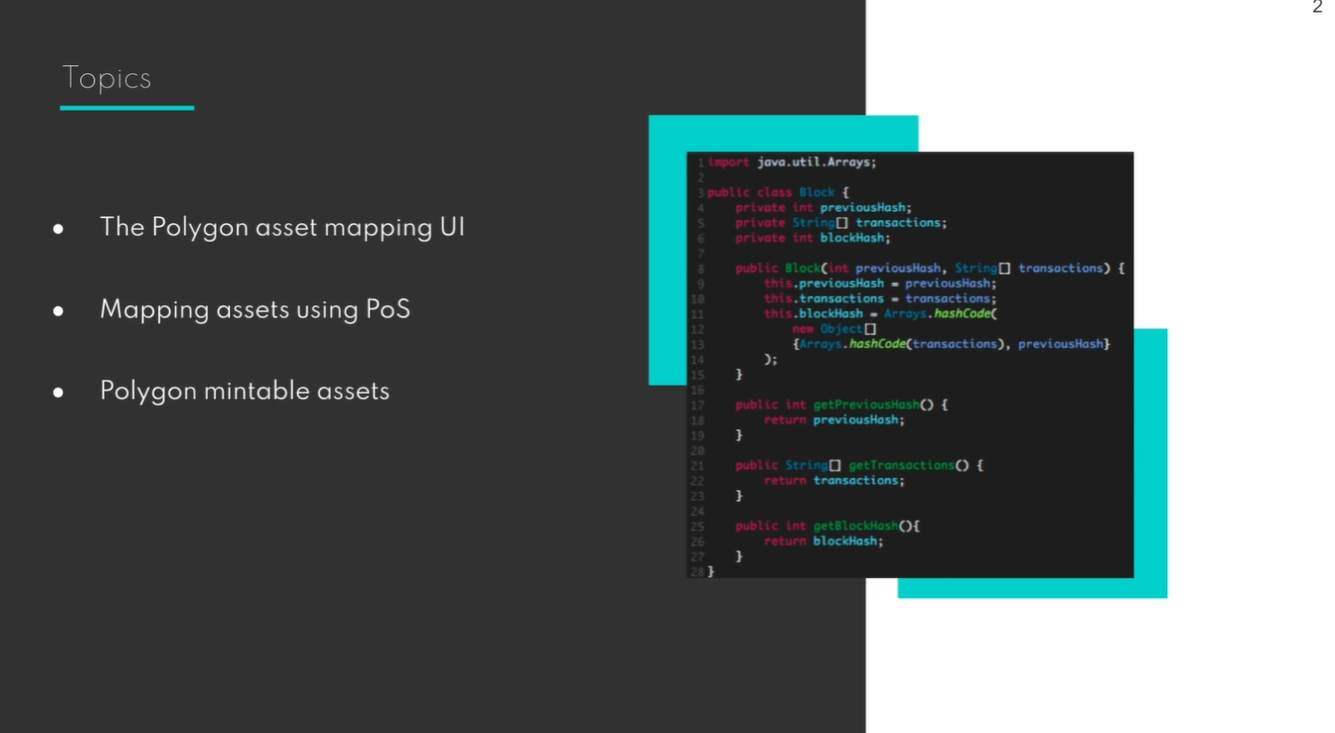 2
Topics
• The Polygon asset mapping UI
• Mapping assets using PoS
• Polygon mintable assets
1 import java.util.Arrays;
2
3 public class Block {
4 private int previousHash;
5 private String[] transactions;
6 private int blockHash;
7
8 public Block(int previousHash, String[] transactions) {
9 this.previousHash = previousHash;
10 this.transactions = transactions;
11 this.blockHash = Arrays.hashCode(
12 new Object[]
13 {Arrays.hashCode(transactions), previousHash}
14 );
15 }
16
17 public int getPreviousHash() {
18 return previousHash;
19 }
20
21 public String[] getTransactions() {
22 return transactions;
23 }
24
25 public int getBlockHash(){
26 return blockHash;
27 }
28 }